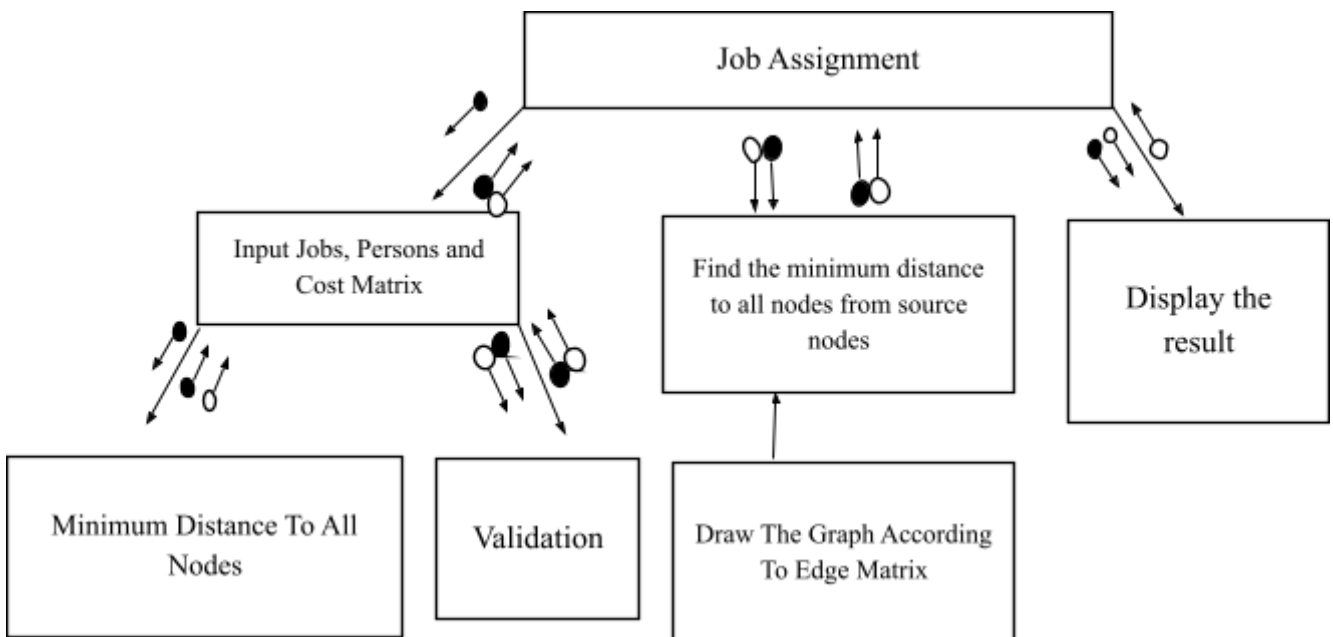 Job Assignment
Input Jobs, Persons and
Cost Matrix
Find the minimum distance
to all nodes from source
nodes
Display the
result
Minimum Distance To All
Nodes
Validation
Draw The Graph According
To Edge Matrix